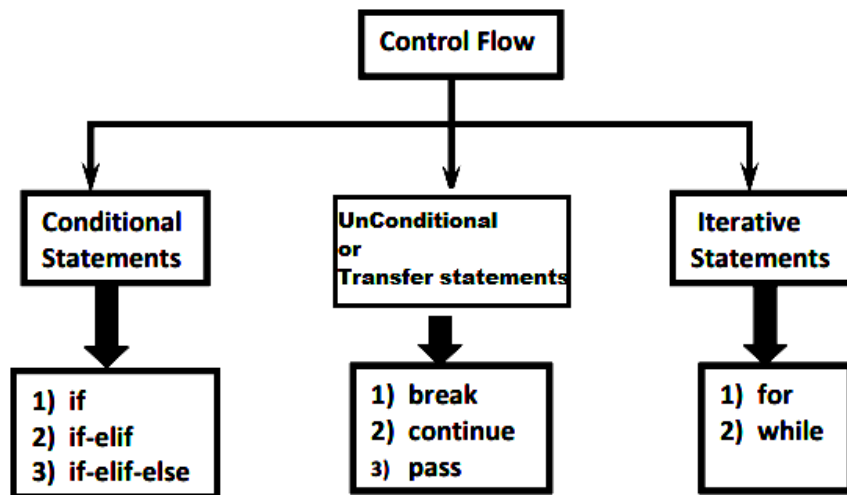 Control Flow
Conditional
Statements
UnConditional
or
Transfer statements
Iterative
Statements
1) if
2) if-elif
3) if-elif-else
1) break
2) continue
3) pass
1) for
2) while